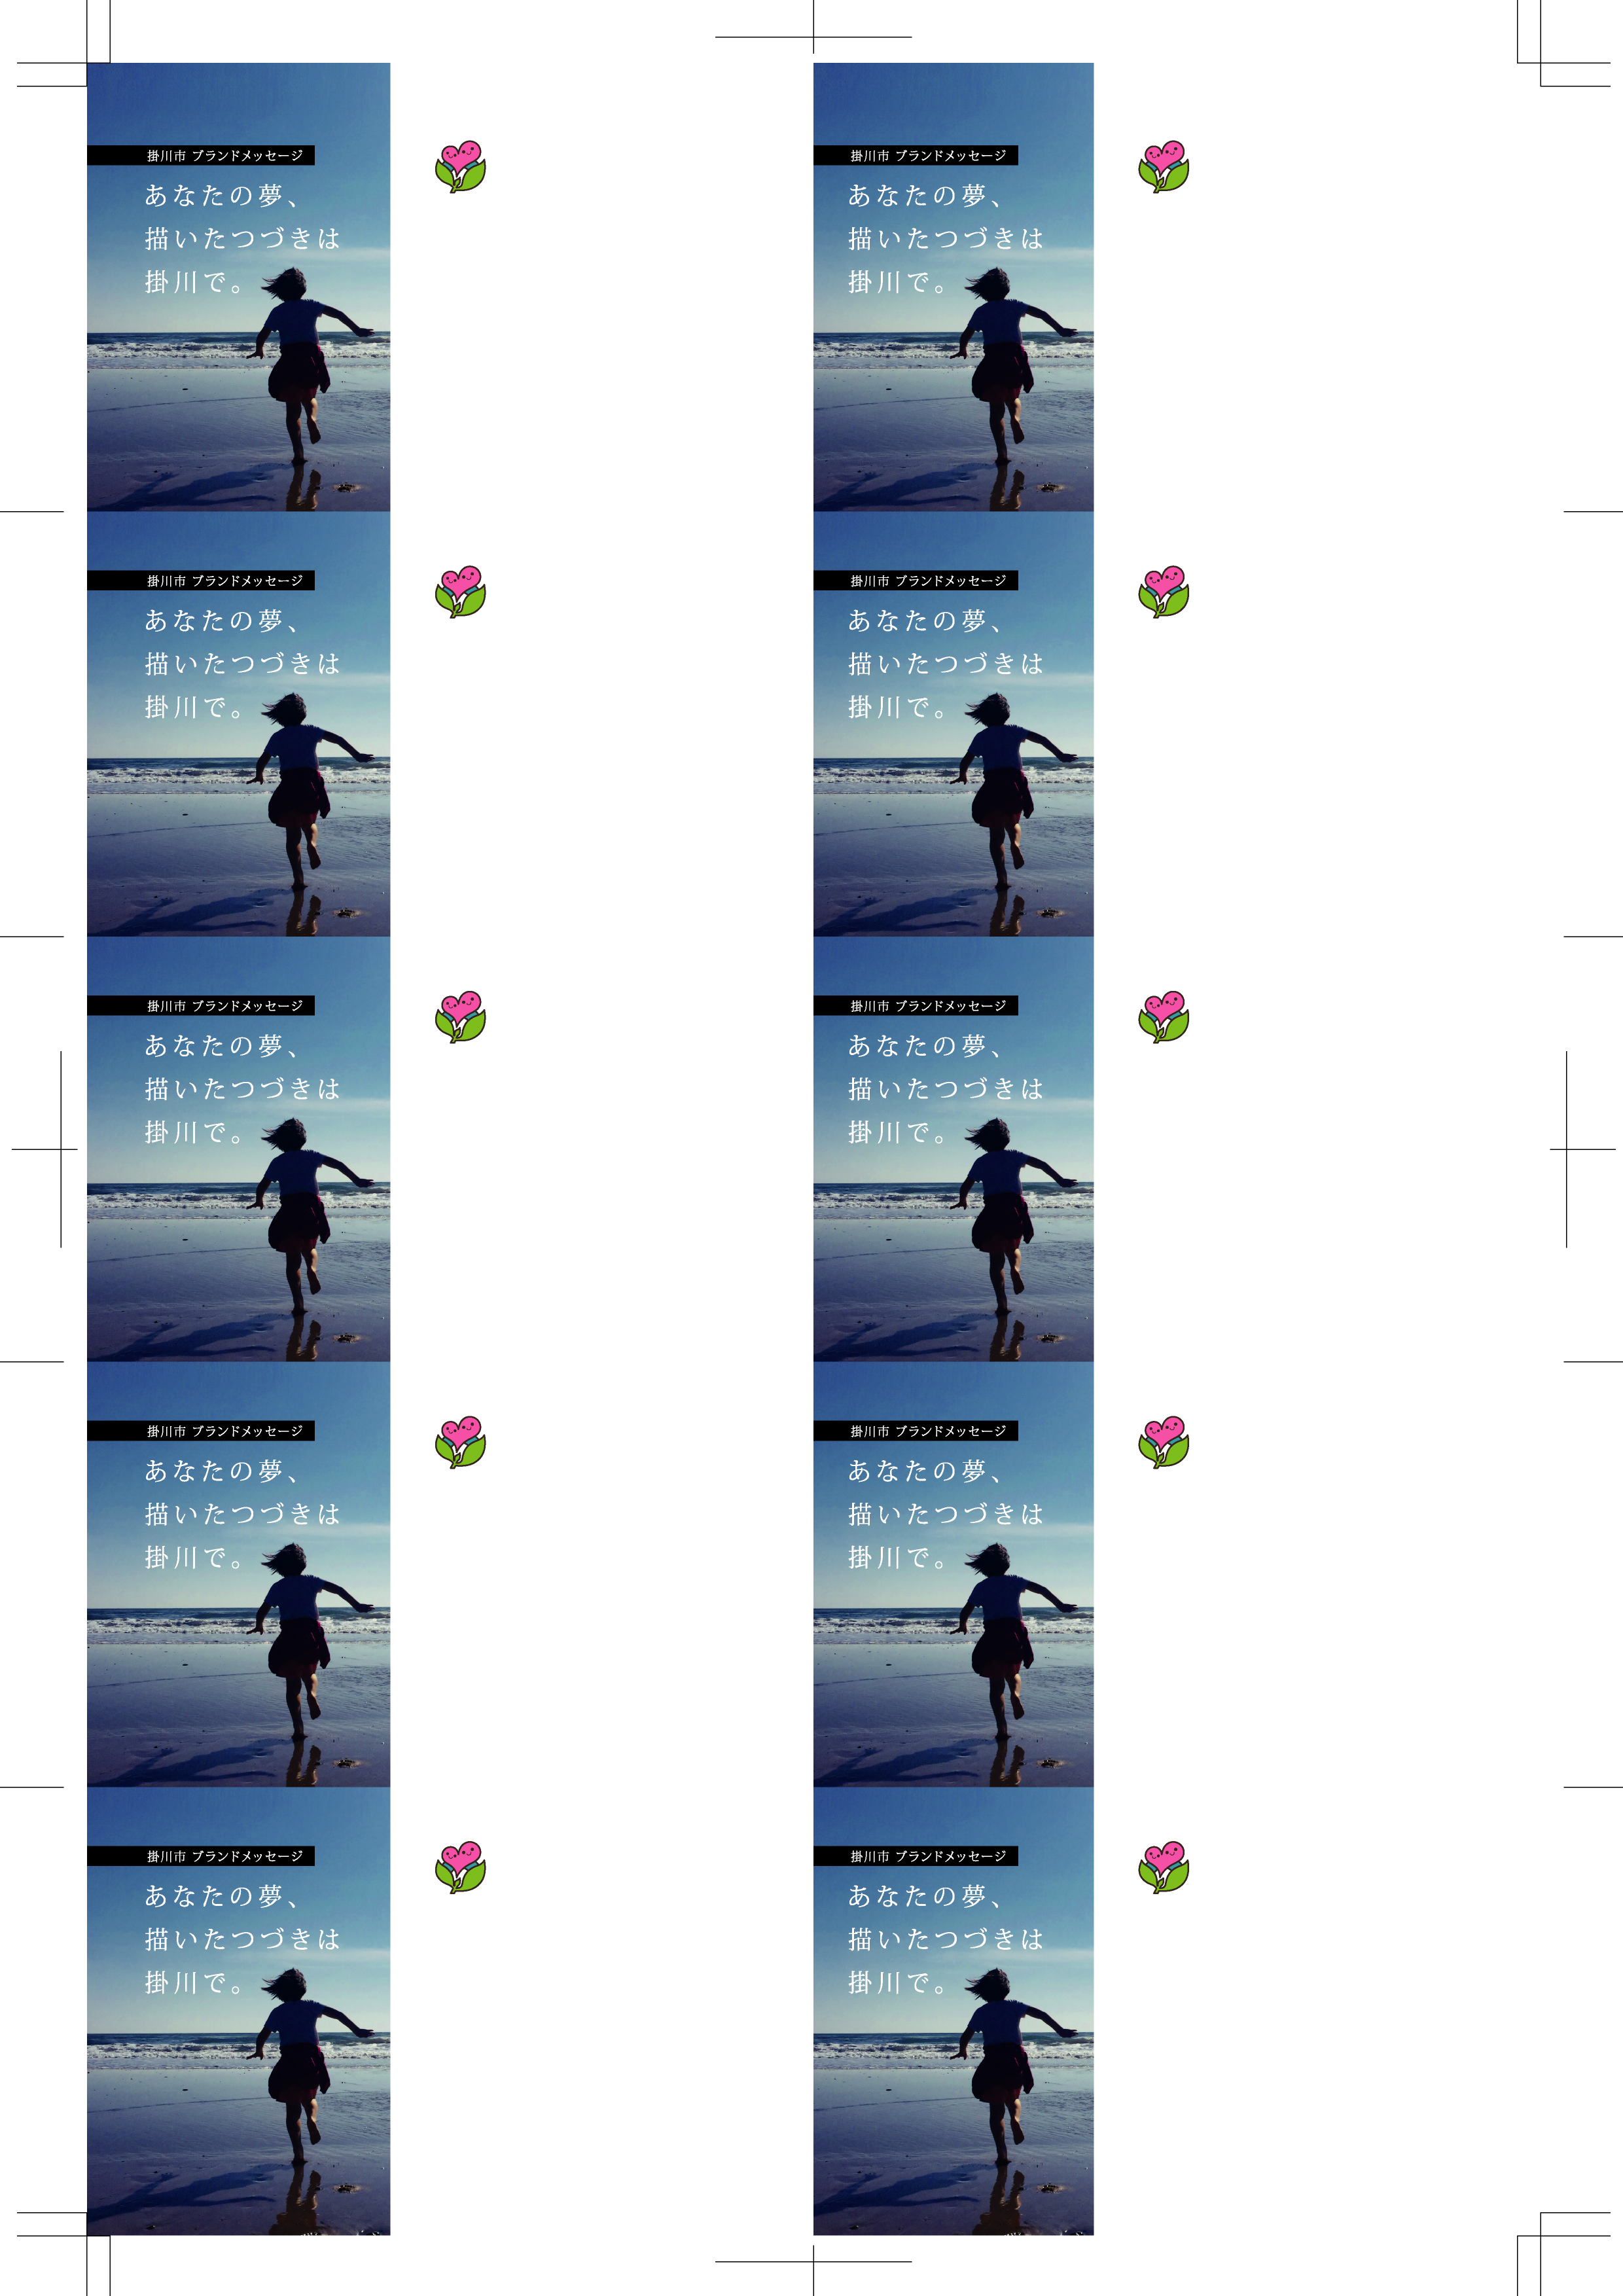 掛川市 ブランドメッセージ
あなたの夢、
描いたつづきは
掛川で。
掛川市 ブランドメッセージ
あなたの夢、
描いたつづきは
掛川で。
掛川市 ブランドメッセージ
あなたの夢、
描いたつづきは
掛川で。
掛川市 ブランドメッセージ
あなたの夢、
描いたつづきは
掛川で。
掛川市 ブランドメッセージ
あなたの夢、
描いたつづきは
掛川で。
掛川市 ブランドメッセージ
あなたの夢、
描いたつづきは
掛川で。
掛川市 ブランドメッセージ
あなたの夢、
描いたつづきは
掛川で。
掛川市 ブランドメッセージ
あなたの夢、
描いたつづきは
掛川で。
掛川市 ブランドメッセージ
あなたの夢、
描いたつづきは
掛川で。
掛川市 ブランドメッセージ
あなたの夢、
描いたつづきは
掛川で。